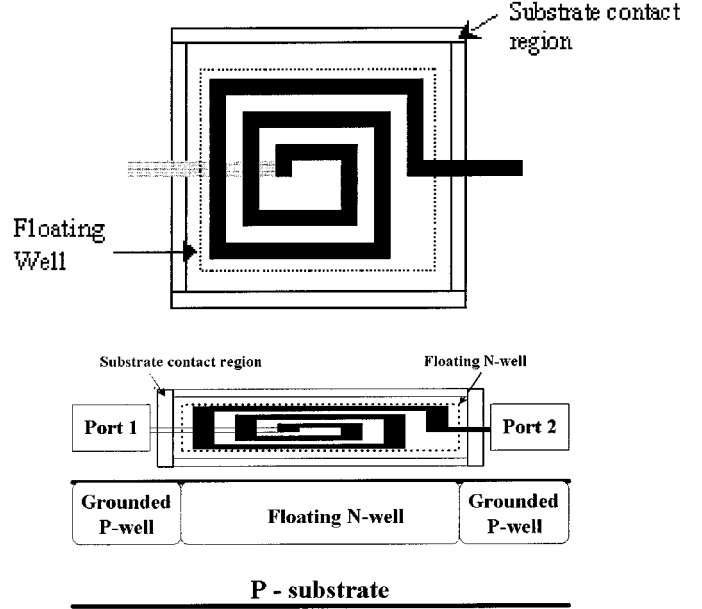 Substrate contact
region
Floating
Well
Substrate contact region
Floating N-well
Port 1
Port 2
Grounded
P-well
Floating N-well
Grounded
P-well
P - substrate